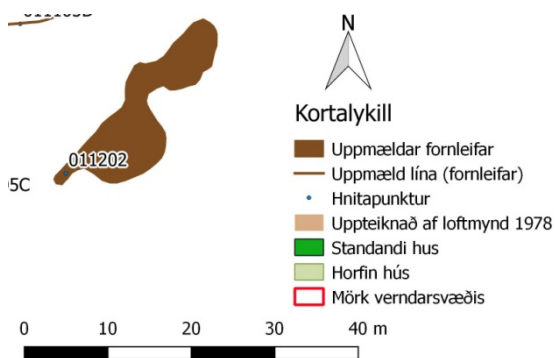 N
Kortalykill
Uppmældar fornleifar
Uppmæld lína (fornleifar)
Hnitapunktur
Uppteiknað af loftmynd 1978
Standandi hus
Horfin hús
Mörk verndarsvæðis
011202
05C
0 10 20 30 40 m